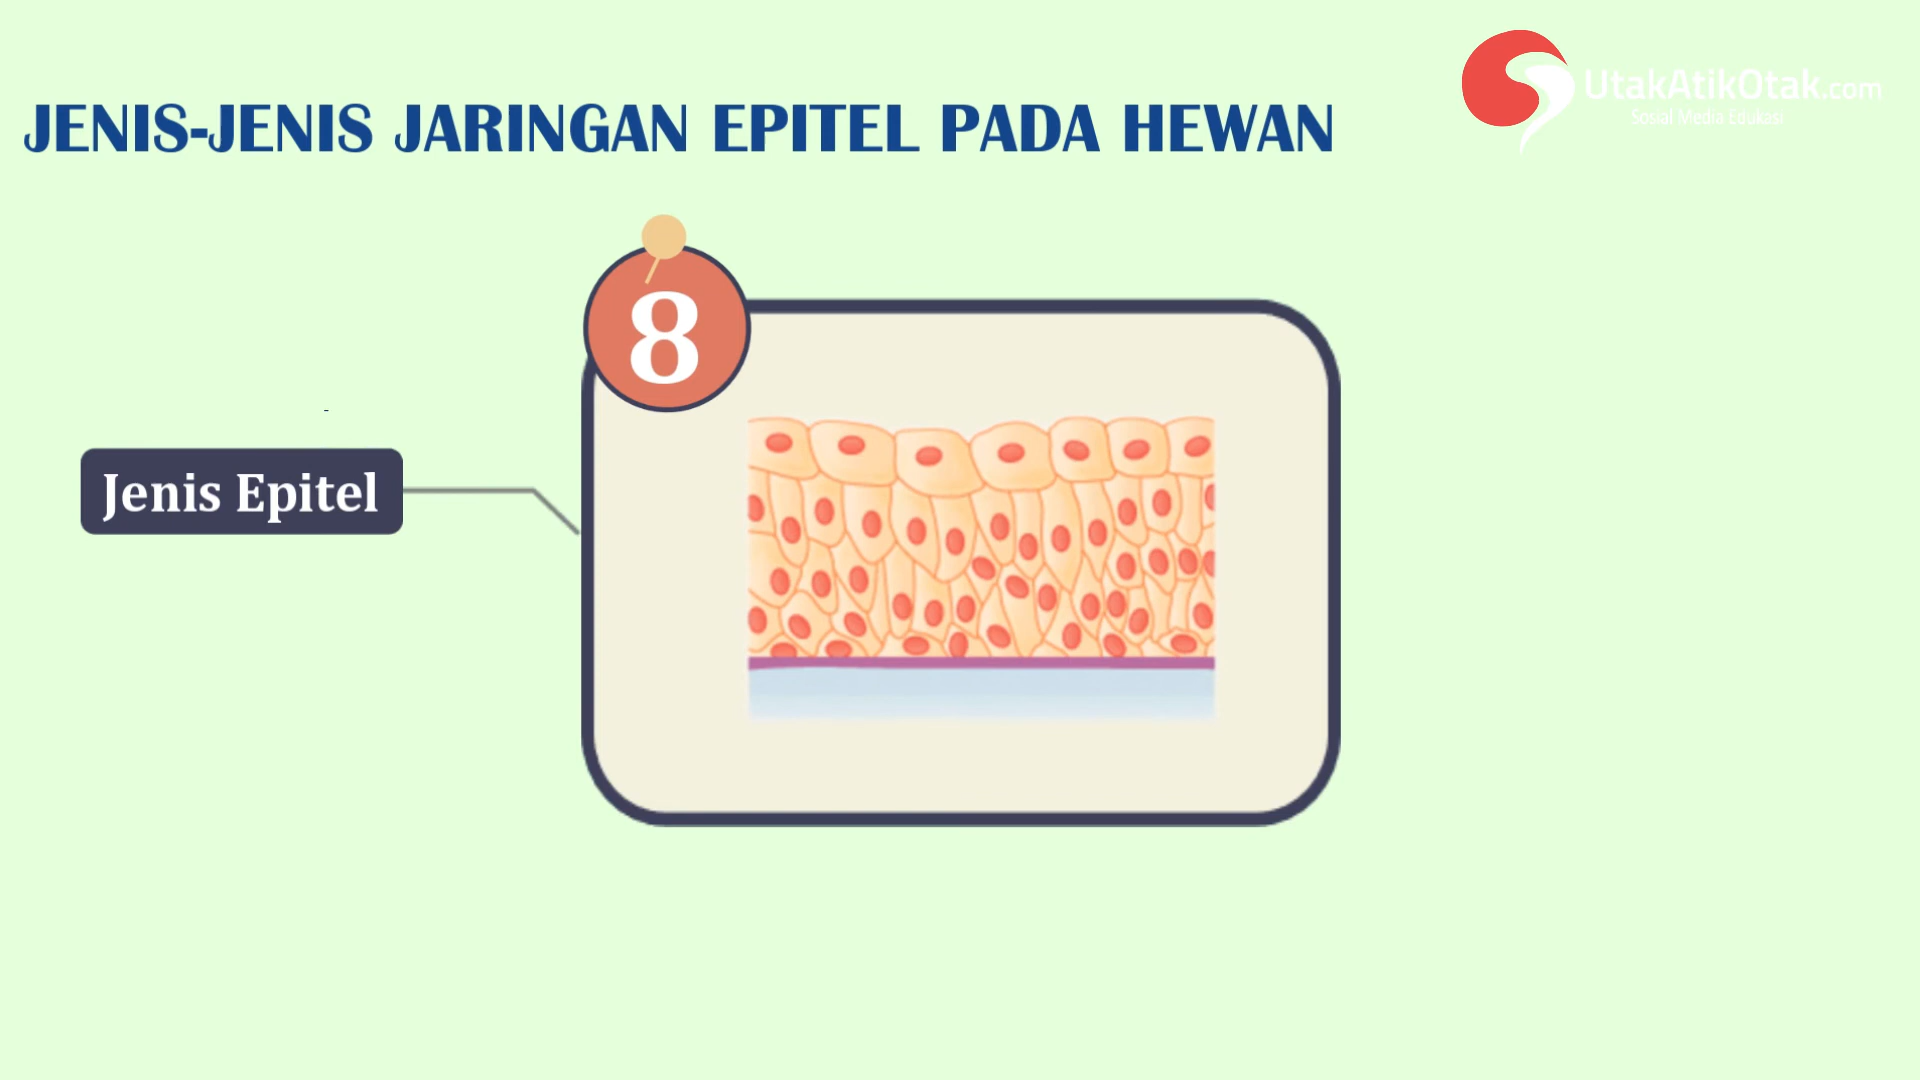 JENIS-JENIS JARINGAN EPITEL PADA HEWAN
UtakAtikOtak.com
Sosial Media Edukasi
8
Jenis Epitel